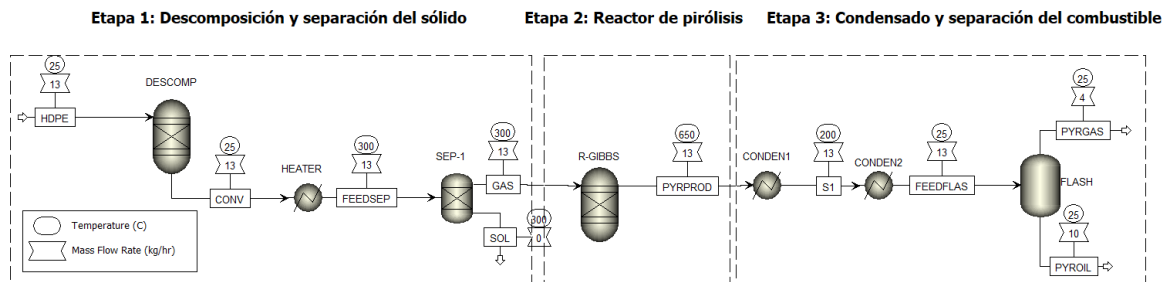 Etapa 1: Descomposición y separación del sólido
Etapa 2: Reactor de pirólisis
Etapa 3: Condensado y separación del combustible
25
13
HDPE
DESCOMP
25
13
CONV
HEATER
300
13
FEEDSEP
SEP-1
300
13
GAS
300
0
SOL
R-GIBBS
650
13
PYRPROD
CONDEN1
200
13
S1
CONDEN2
25
13
FEEDFLAS
FLASH
25
4
PYRGAS
25
10
PYROIL
Temperature (C)
Mass Flow Rate (kg/hr)